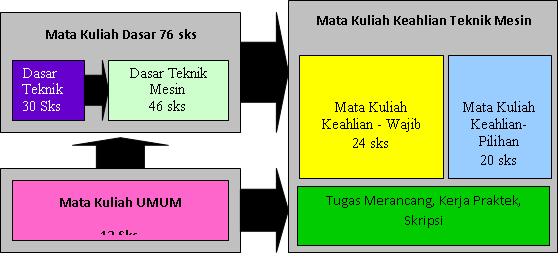 Mata Kuliah Dasar 76 sks
Dasar
Teknik
30 Sks
Dasar Teknik
Mesin
46 sks
Mata Kuliah UMUM
Mata Kuliah Keahlian Teknik Mesin
Mata Kuliah
Keahlian - Wajib
24 sks
Mata Kuliah
Keahlian-
Pilihan
20 sks
Tugas Merancang, Kerja Praktek,
Skripsi